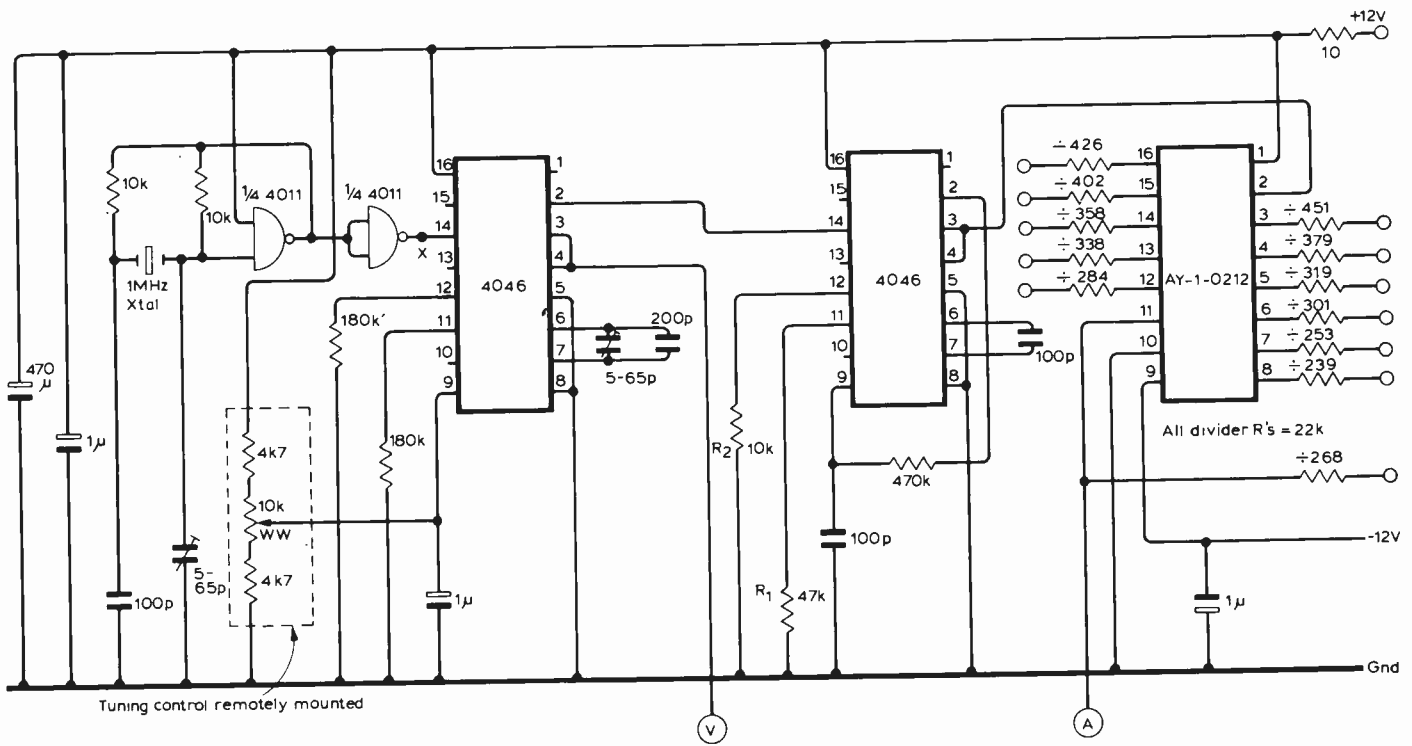 +12V
10
10k
10k
¼ 4011
¼ 4011
X
1MHz
Xtal
470
µ
1µ
100p
5-
65p
4k7
10k
WW
4k7
180k'
180k
1µ
16
15
14
13
12
11
10
9
4046
1
2
3
4
5
6
7
8
200p
5-65p
16
15
14
13
12
11
10
9
4046
1
2
3
4
5
6
7
8
100p
R2
10k
470k
100p
R1
47k
÷426
÷402
÷358
÷338
÷284
16
15
14
13
12
11
10
9
AY-1-0212
1
2
3
4
5
6
7
8
÷451
÷379
÷319
÷301
÷253
÷239
All divider R's = 22k
÷268
-12V
1µ
Gnd
Tuning control remotely mounted
V
A